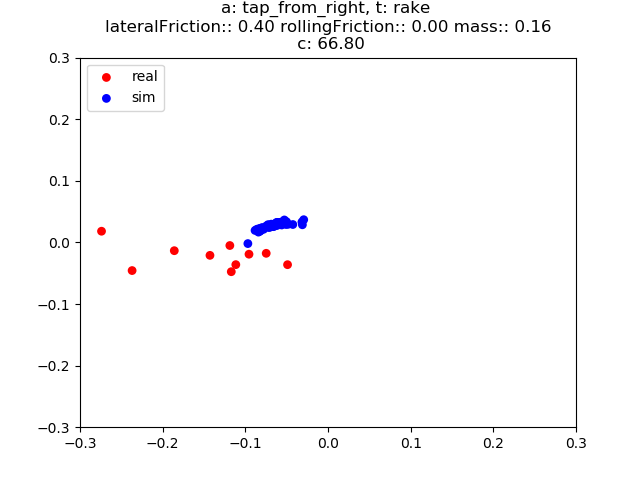 a: tap_from_right, t: rake
lateralFriction:: 0.40 rollingFriction:: 0.00 mass:: 0.16
c: 66.80
real
sim
0.3
0.2
0.1
0.0
−0.1
−0.2
−0.3
−0.3
−0.2
−0.1
0.0
0.1
0.2
0.3